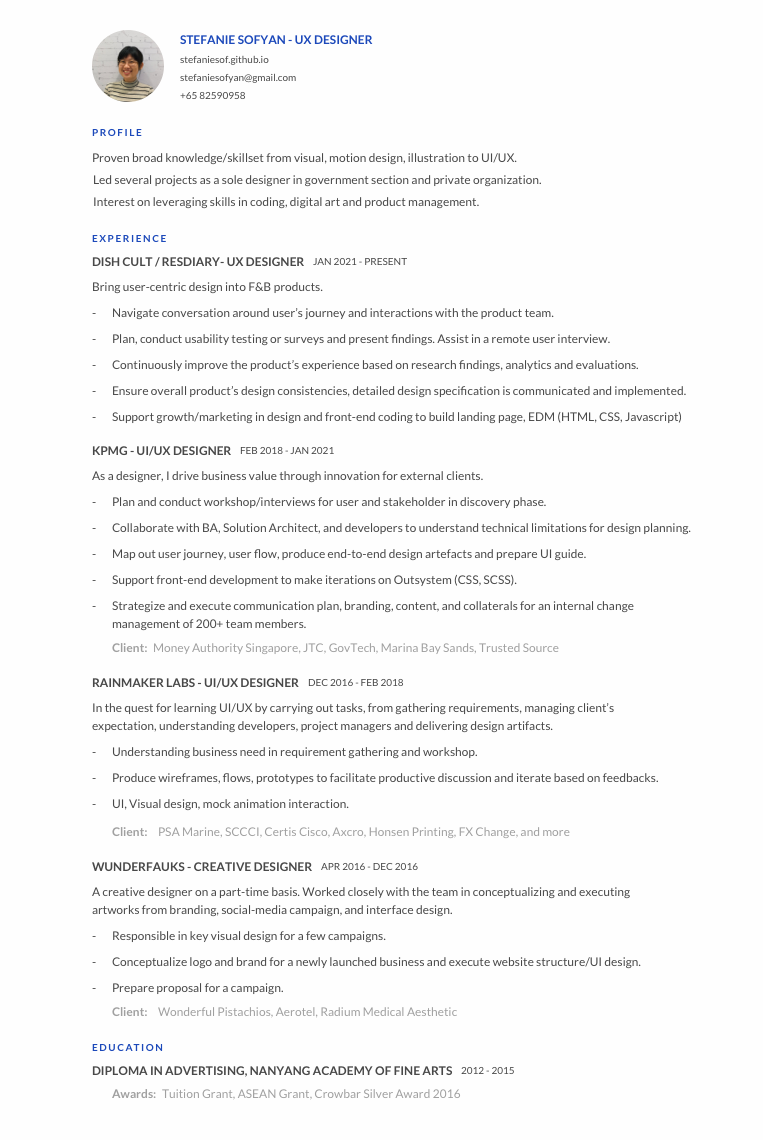 STEFANIE SOFYAN - UX DESIGNER
stefaniesof.github.io
stefaniesofyan@gmail.com
+65 82590958
PROFILE
Proven broad knowledge/skillset from visual, motion design, illustration to UI/UX.
Led several projects as a sole designer in government section and private organization.
Interest on leveraging skills in coding, digital art and product management.
EXPERIENCE
DISH CULT / RESDIARY- UX DESIGNER JAN 2021 - PRESENT
Bring user-centric design into F&B products.
- Navigate conversation around user's journey and interactions with the product team.
- Plan, conduct usability testing or surveys and present findings. Assist in a remote user interview.
- Continuously improve the product's experience based on research findings, analytics and evaluations.
- Ensure overall product's design consistencies, detailed design specification is communicated and implemented.
- Support growth/marketing in design and front-end coding to build landing page, EDM (HTML, CSS, Javascript)
KPMG - UI/UX DESIGNER FEB 2018 - JAN 2021
As a designer, I drive business value through innovation for external clients.
- Plan and conduct workshop/interviews for user and stakeholder in discovery phase.
- Collaborate with BA, Solution Architect, and developers to understand technical limitations for design planning.
- Map out user journey, user flow, produce end-to-end design artefacts and prepare UI guide.
- Support front-end development to make iterations on Outsystem (CSS, SCSS).
- Strategize and execute communication plan, branding, content, and collaterals for an internal change
management of 200+ team members.
Client: Money Authority Singapore, JTC, GovTech, Marina Bay Sands, Trusted Source
RAINMAKER LABS - UI/UX DESIGNER DEC 2016 - FEB 2018
In the quest for learning UI/UX by carrying out tasks, from gathering requirements, managing client's
expectation, understanding developers, project managers and delivering design artifacts.
- Understanding business need in requirement gathering and workshop.
- Produce wireframes, flows, prototypes to facilitate productive discussion and iterate based on feedbacks.
- UI, Visual design, mock animation interaction.
Client: PSA Marine, SCCCI, Certis Cisco, Axcro, Honsen Printing, FX Change, and more
WUNDERFAUKS - CREATIVE DESIGNER APR 2016 - DEC 2016
A creative designer on a part-time basis. Worked closely with the team in conceptualizing and executing
artworks from branding, social-media campaign, and interface design.
- Responsible in key visual design for a few campaigns.
- Conceptualize logo and brand for a newly launched business and execute website structure/UI design.
- Prepare proposal for a campaign.
Client: Wonderful Pistachios, Aerotel, Radium Medical Aesthetic
EDUCATION
DIPLOMA IN ADVERTISING, NANYANG ACADEMY OF FINE ARTS 2012 - 2015
Awards: Tuition Grant, ASEAN Grant, Crowbar Silver Award 2016